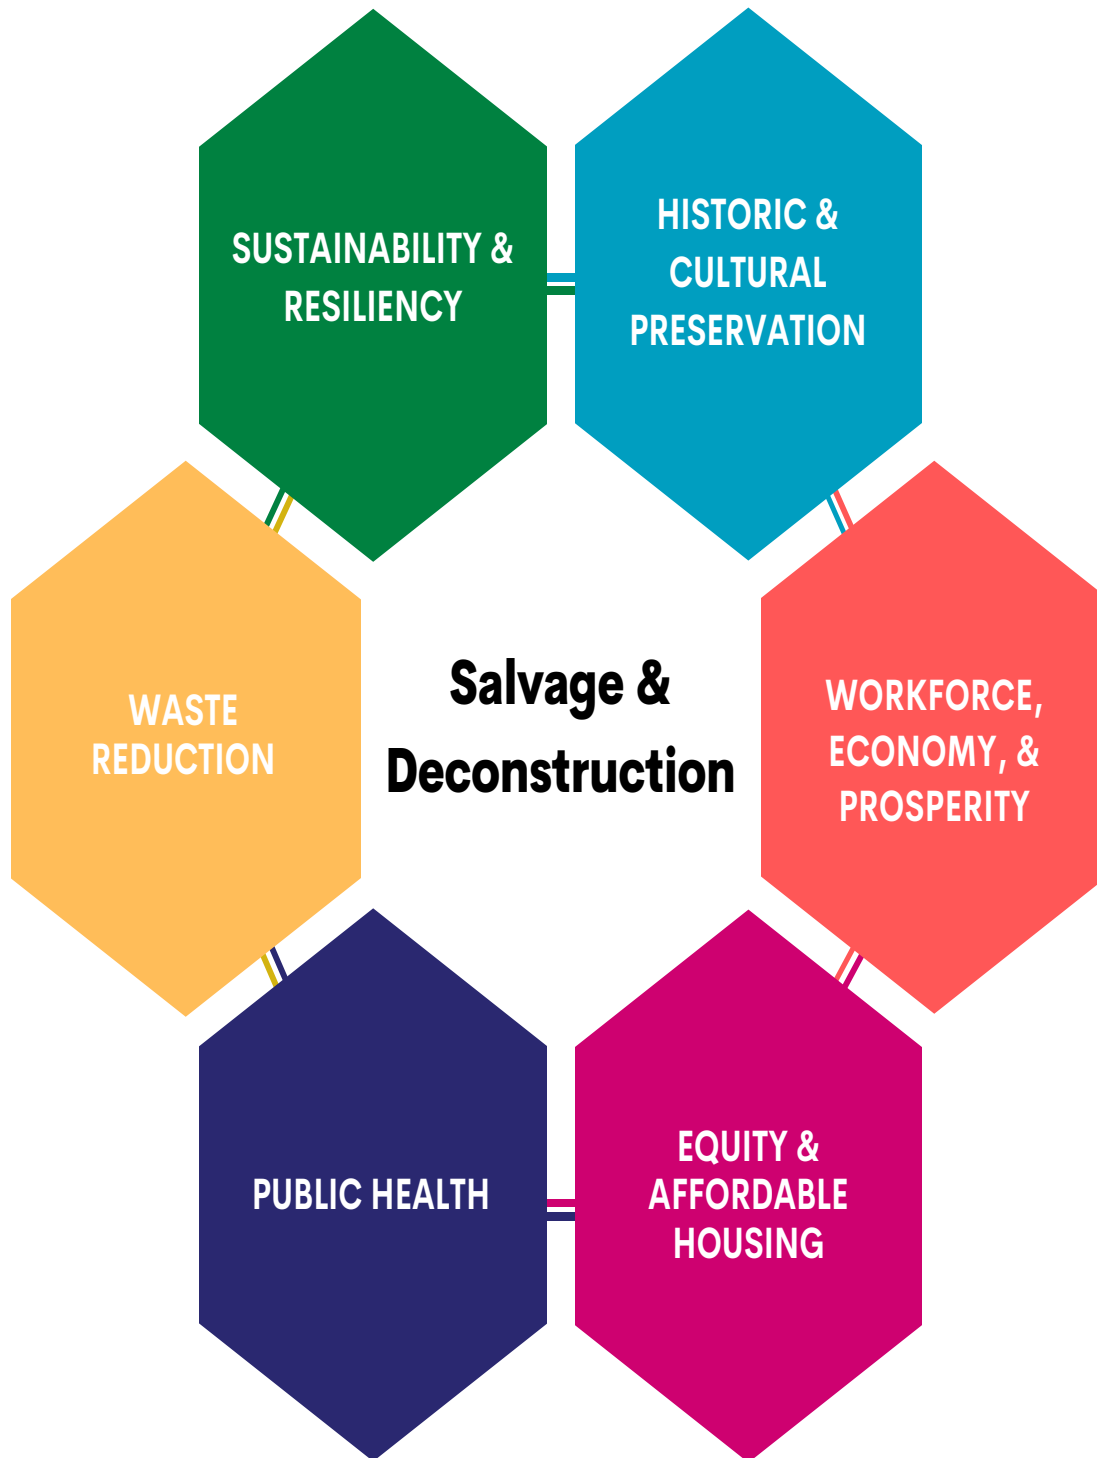 SUSTAINABILITY &
RESILIENCY
HISTORIC &
CULTURAL
PRESERVATION
WASTE
REDUCTION
Salvage &
Deconstruction
WORKFORCE,
ECONOMY, &
PROSPERITY
PUBLIC HEALTH
EQUITY &
AFFORDABLE
HOUSING